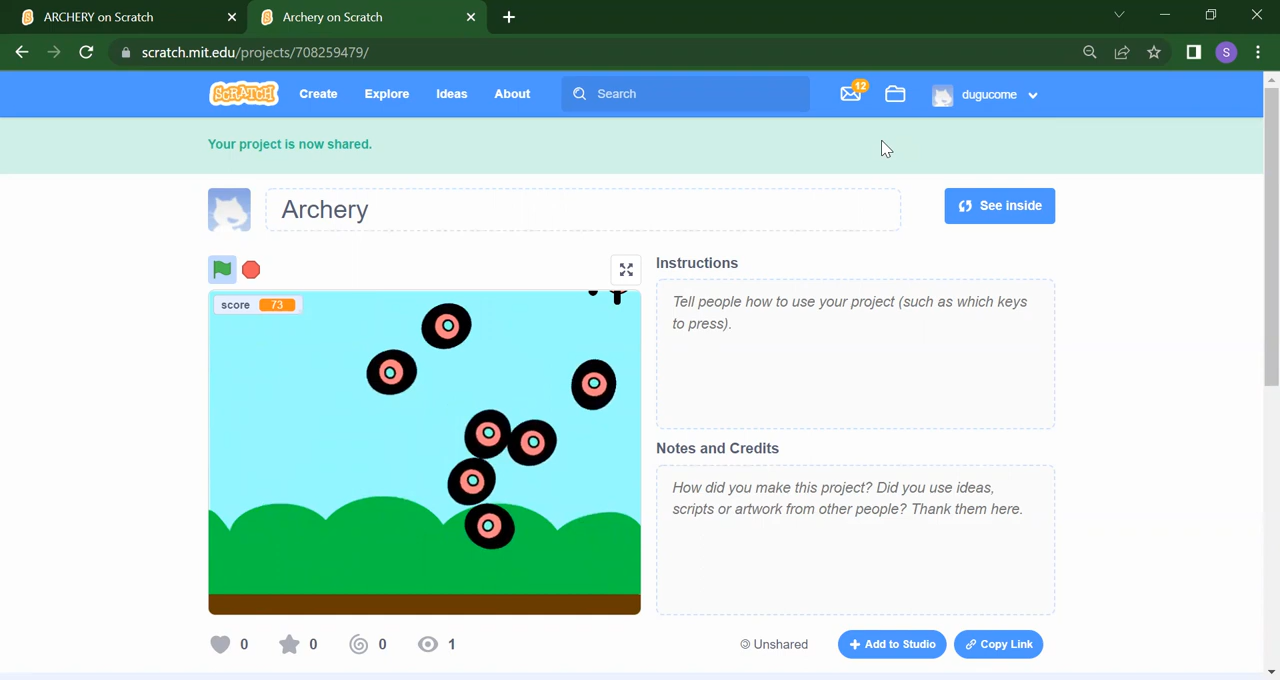 ARCHERY on Scratch
Archery on Scratch
scratch.mit.edu/projects/708259479/
S
SCRATCH
Create
Explore
Ideas
About
Search
12
dugucome
Your project is now shared.
Archery
See inside
score 73
Instructions
Tell people how to use your project (such as which keys
to press).
Notes and Credits
How did you make this project? Did you use ideas,
scripts or artwork from other people? Thank them here.
0
0
0
1
Unshared
Add to Studio
Copy Link